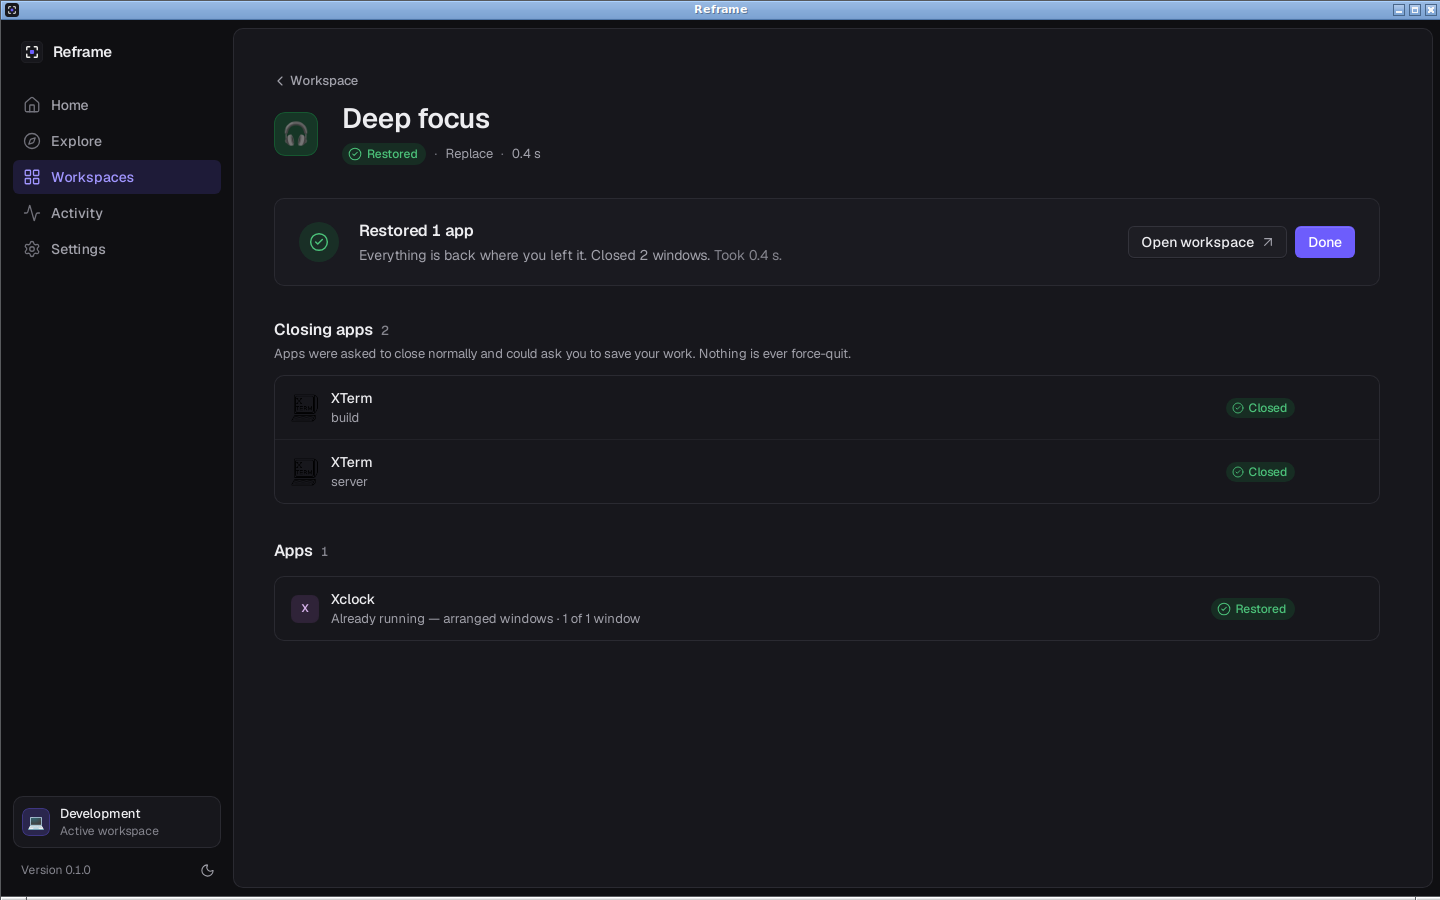 Reframe
Reframe
Home
Explore
Workspaces
Activity
Settings
Development
Active workspace
Version 0.1.0
Workspace
Deep focus
Restored · Replace · 0.4 s
Restored 1 app
Everything is back where you left it. Closed 2 windows. Took 0.4 s.
Open workspace
Done
Closing apps 2
Apps were asked to close normally and could ask you to save your work. Nothing is ever force-quit.
XTerm
build
Closed
XTerm
server
Closed
Apps 1
X
Xclock
Already running — arranged windows · 1 of 1 window
Restored